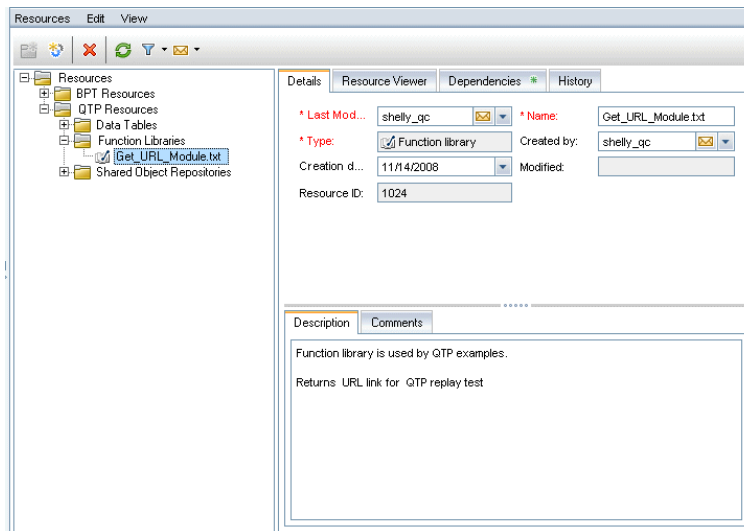 Resources Edit View
Resources
BPT Resources
QTP Resources
Data Tables
Function Libraries
Get_URL_Module.txt
Shared Object Repositories
Details Resource Viewer Dependencies * History
* Last Mod... shelly_qc * Name: Get_URL_Module.txt
* Type: Function library Created by: shelly_qc
Creation d... 11/14/2008 Modified:
Resource ID: 1024
Description Comments
Function library is used by QTP examples.
Returns URL link for QTP replay test